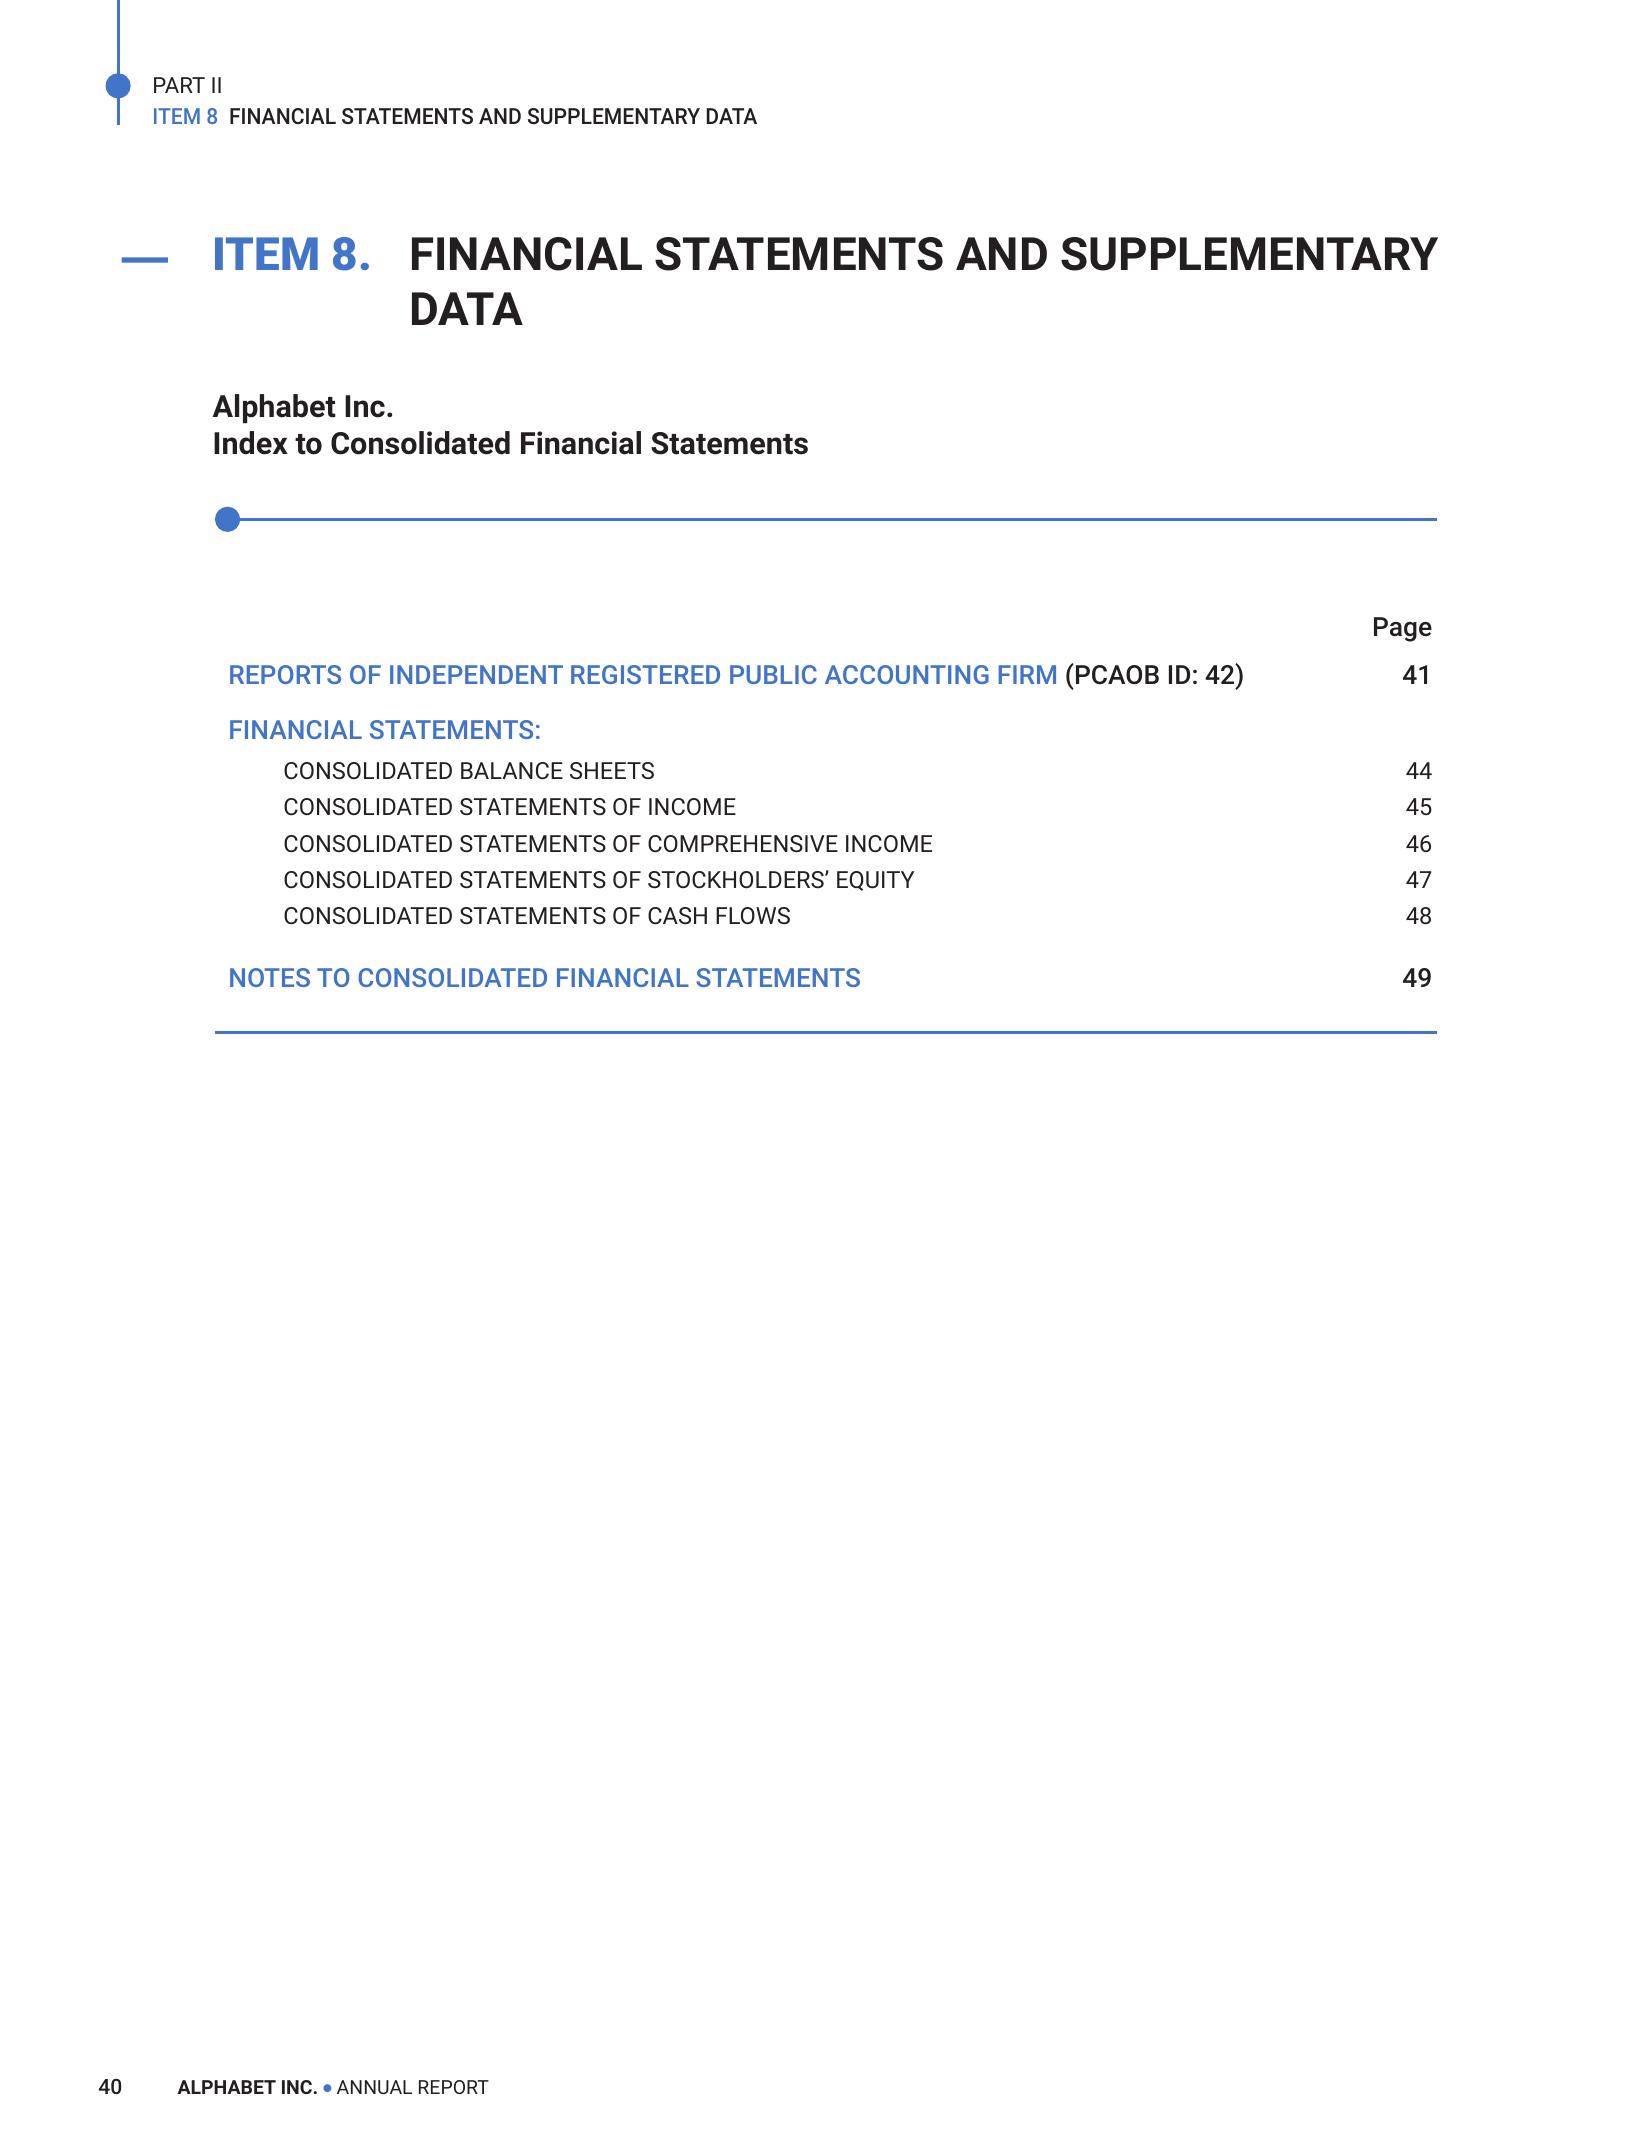 PART II
ITEM 8 FINANCIAL STATEMENTS AND SUPPLEMENTARY DATA
ITEM 8. FINANCIAL STATEMENTS AND SUPPLEMENTARY
DATA
Alphabet Inc.
Index to Consolidated Financial Statements
Page
REPORTS OF INDEPENDENT REGISTERED PUBLIC ACCOUNTING FIRM (PCAOB ID: 42) 41
FINANCIAL STATEMENTS:
CONSOLIDATED BALANCE SHEETS 44
CONSOLIDATED STATEMENTS OF INCOME 45
CONSOLIDATED STATEMENTS OF COMPREHENSIVE INCOME 46
CONSOLIDATED STATEMENTS OF STOCKHOLDERS’ EQUITY 47
CONSOLIDATED STATEMENTS OF CASH FLOWS 48
NOTES TO CONSOLIDATED FINANCIAL STATEMENTS 49
40 ALPHABET INC. • ANNUAL REPORT